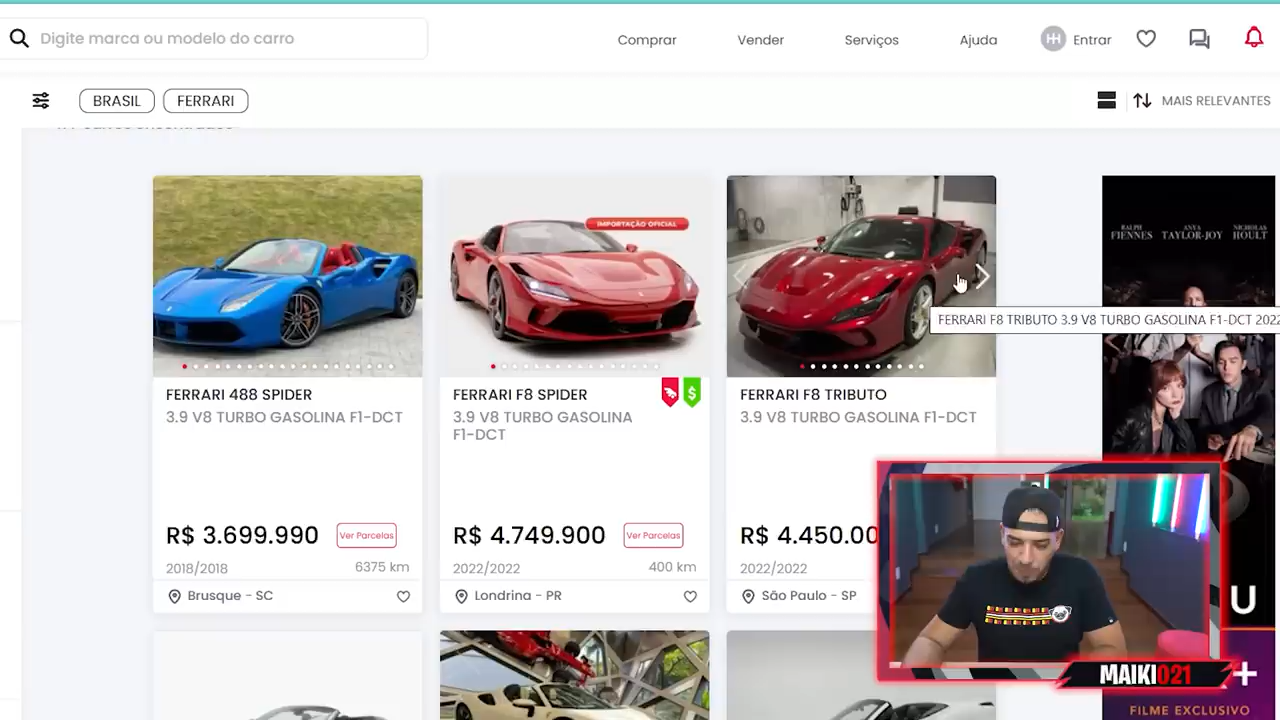 Digite marca ou modelo do carro
Comprar
Vender
Serviços
Ajuda
Entrar
BRASIL
FERRARI
MAIS RELEVANTES
IMPORTAÇÃO OFICIAL
RALPH FIENNES
ANYA TAYLOR-JOY
NICHOLAS HOULT
FERRARI F8 TRIBUTO 3.9 V8 TURBO GASOLINA F1-DCT 2022
FERRARI 488 SPIDER
3.9 V8 TURBO GASOLINA F1-DCT
R$ 3.699.990
Ver Parcelas
2018/2018
6375 km
Brusque - SC
FERRARI F8 SPIDER
3.9 V8 TURBO GASOLINA
F1-DCT
R$ 4.749.900
Ver Parcelas
2022/2022
400 km
Londrina - PR
FERRARI F8 TRIBUTO
3.9 V8 TURBO GASOLINA F1-DCT
R$ 4.450.00
2022/2022
São Paulo - SP
MAIKI021
U
+
FILME EXCLUSIVO